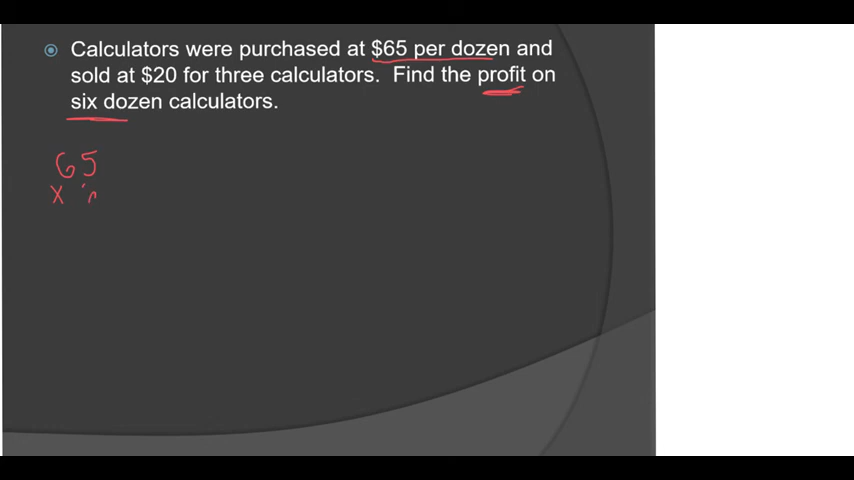 Calculators were purchased at $65 per dozen and
sold at $20 for three calculators. Find the profit on
six dozen calculators.
65
X